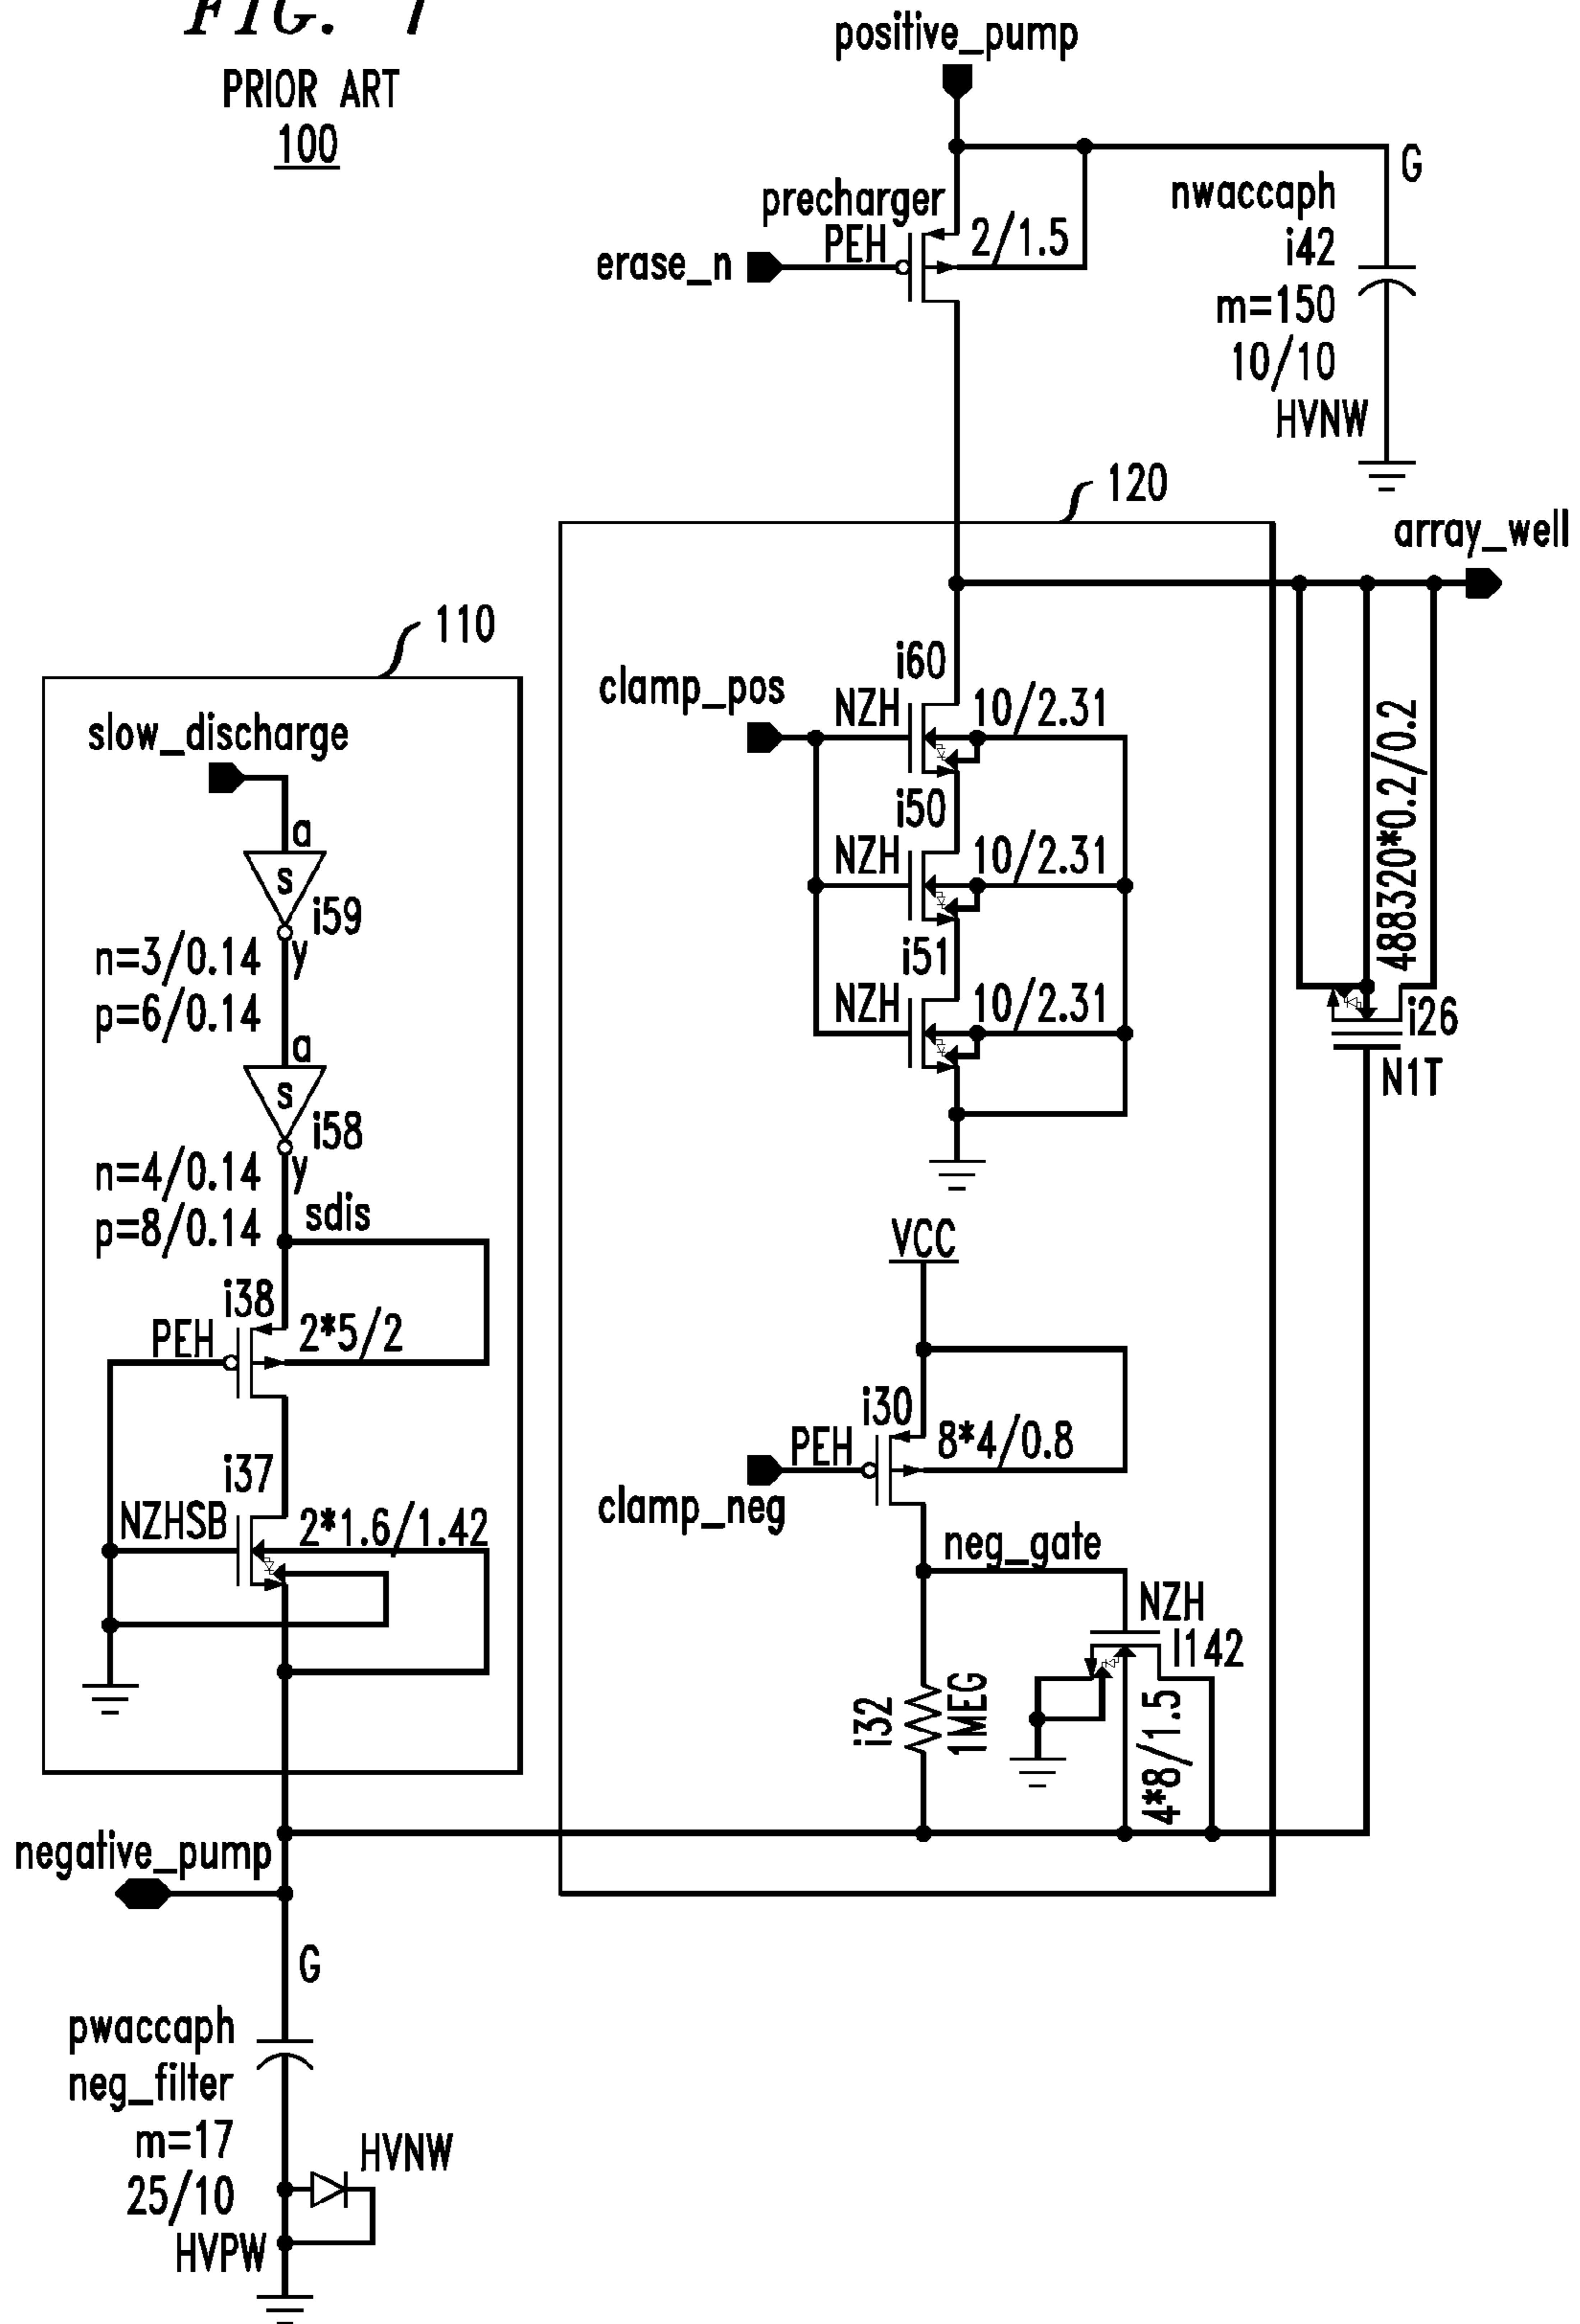 FIG. 1
PRIOR ART
100
positive_pump
precharger
PEH
2/1.5
erase_n
G
nwaccaph
i42
m=150
10/10
HVNW
120
array_well
clamp_pos
i60
NZH
10/2.31
i50
NZH
10/2.31
i51
NZH
10/2.31
488320*0.2/0.2
i26
N1T
110
slow_discharge
a
s
i59
y
n=3/0.14
p=6/0.14
a
s
i58
y
n=4/0.14
p=8/0.14
sdis
i38
PEH
2*5/2
i37
NZHSB
2*1.6/1.42
VCC
i30
PEH
8*4/0.8
clamp_neg
neg_gate
NZH
I142
4*8/1.5
i32
1MEG
negative_pump
G
pwaccaph
neg_filter
m=17
25/10
HVPW
HVNW